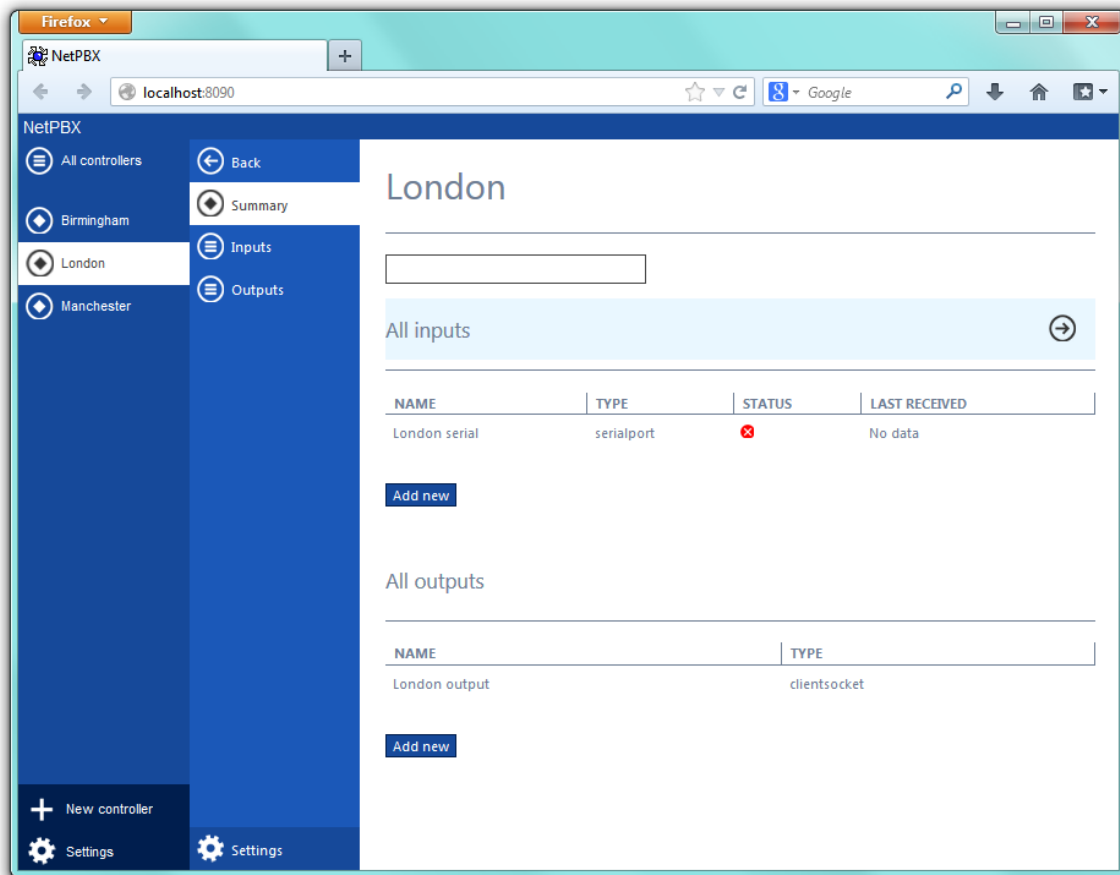 Firefox
NetPBX
localhost:8090
Google
NetPBX
All controllers
Birmingham
London
Manchester
New controller
Settings
Back
Summary
Inputs
Outputs
Settings
London
All inputs
NAME TYPE STATUS LAST RECEIVED
London serial serialport No data
Add new
All outputs
NAME TYPE
London output clientsocket
Add new